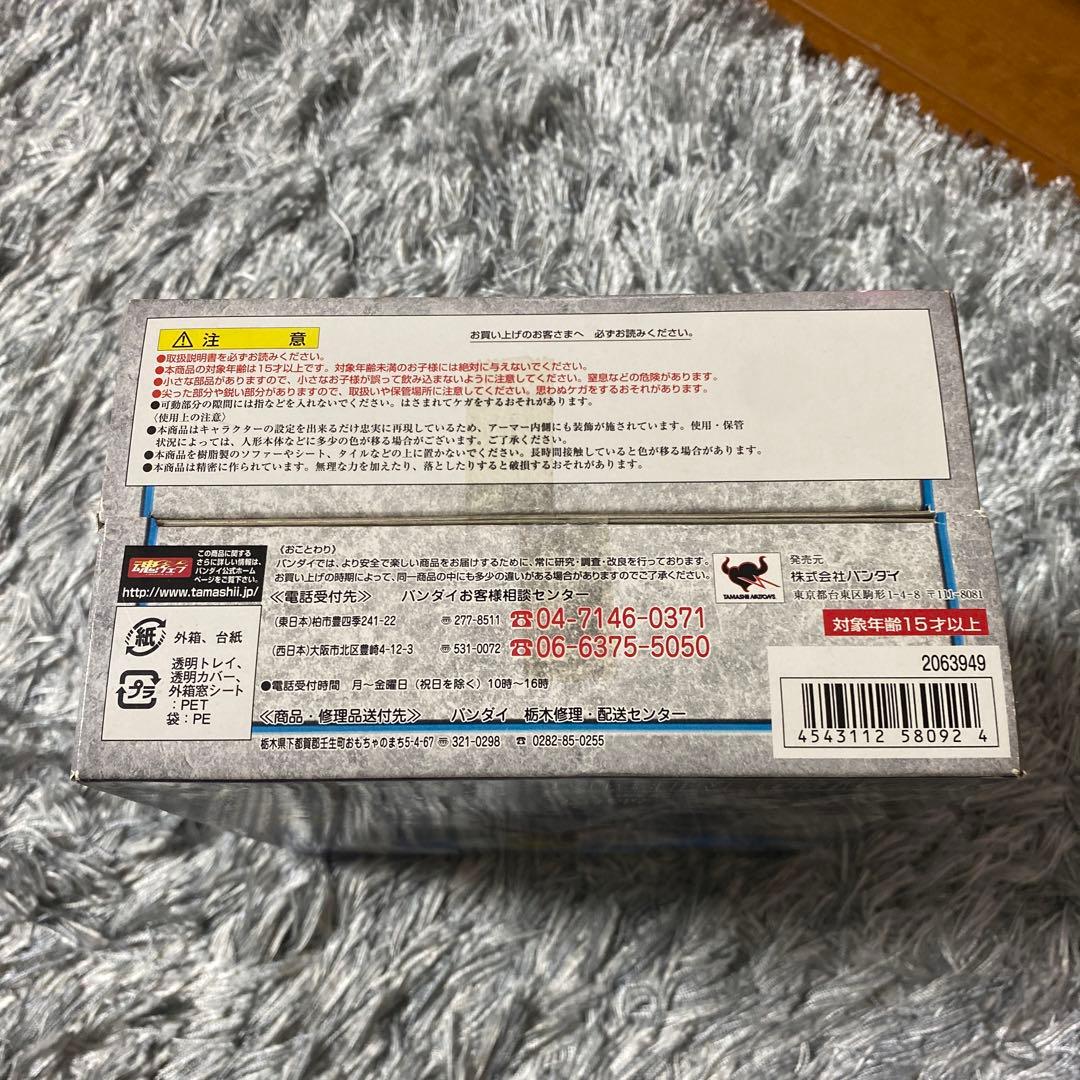 注意
お買い上げのお客さまへ 必ずお読みください。
●取扱説明書を必ずお読みください。
●本商品の対象年齢は15才以上です。対象年齢未満のお子様には絶対に与えないでください。
●小さな部品がありますので、小さなお子様が誤って飲み込まないように注意してください。窒息などの危険があります。
●尖った部分や鋭い部分がありますので、取扱いや保管場所に注意してください。思わぬケガをするおそれがあります。
●可動部分の隙間には指などを入れないでください。はさまれてケガをするおそれがあります。
〈使用上の注意〉
●本商品はキャラクターの設定を出来るだけ忠実に再現しているため、アーマー内側にも装飾が施されています。使用・保管
状況によっては、人形本体などに多少の色が移る場合がございます。ご了承ください。
●本商品を樹脂製のソファーやシート、タイルなどの上に置かないでください。長時間接触していると色が移る場合があります。
●本商品は精密に作られています。無理な力を加えたり、落としたりすると破損するおそれがあります。
魂ウェブ
この商品に関する
さらに詳しい情報は、
バンダイ公式ホーム
ページをご覧下さい。
http://www.tamashii.jp/
紙 外箱、台紙
プラ
透明トレイ、
透明カバー、
外箱窓シート
:PET
袋:PE
〈おことわり〉
バンダイでは、より安全で楽しい商品をお届けするために、常に研究・調査・改良を行っております。
お買い上げの時期によって、同一商品の中にも多少の違いがある場合がありますのでご了承ください。
≪電話受付先≫ バンダイお客様相談センター
(東日本)柏市豊四季241-22 〒277-8511 ☎04-7146-0371
(西日本)大阪市北区豊崎4-12-3 〒531-0072 ☎06-6375-5050
●電話受付時間 月〜金曜日(祝日を除く)10時〜16時
≪商品・修理品送付先≫ バンダイ 栃木修理・配送センター
栃木県下都賀郡壬生町おもちゃのまち5-4-67 〒321-0298 ☎0282-85-0255
TAMASHII NATIONS
発売元
株式会社バンダイ
東京都台東区駒形1-4-8 〒111-8081
対象年齢15才以上
2063949
4543112 58092 4